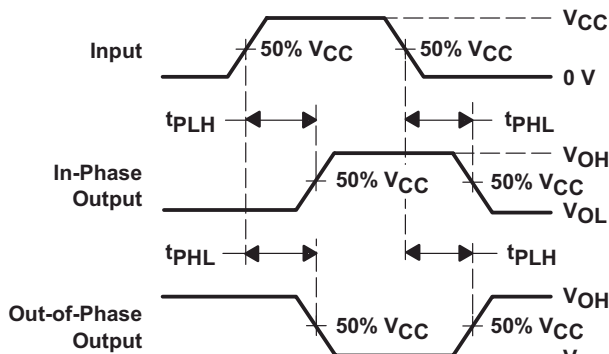 VCC
Input
50% VCC
50% VCC
0 V
tPLH
tPHL
VOH
In-Phase
Output
50% VCC
50% VCC
VOL
tPHL
tPLH
VOH
Out-of-Phase
Output
50% VCC
50% VCC